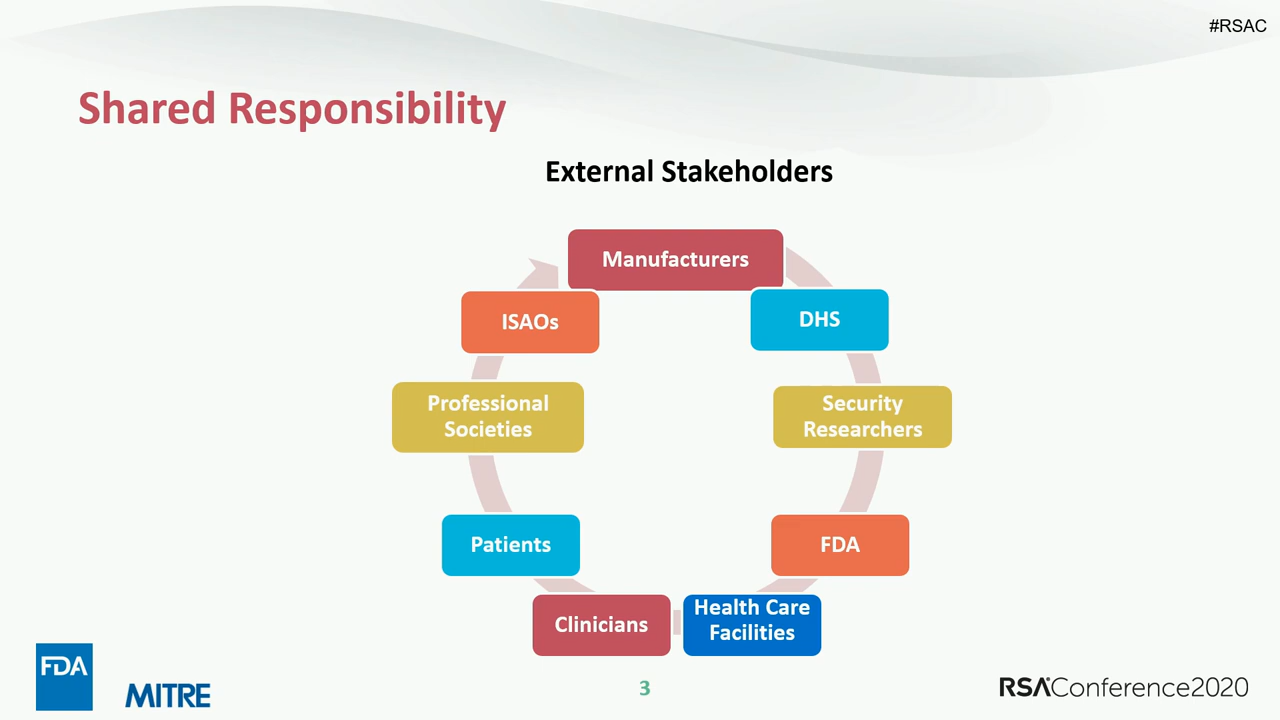 #RSAC
Shared Responsibility
External Stakeholders
Manufacturers
DHS
Security
Researchers
FDA
Health Care
Facilities
Clinicians
Patients
Professional
Societies
ISAOs
FDA
MITRE
3
RSAConference2020